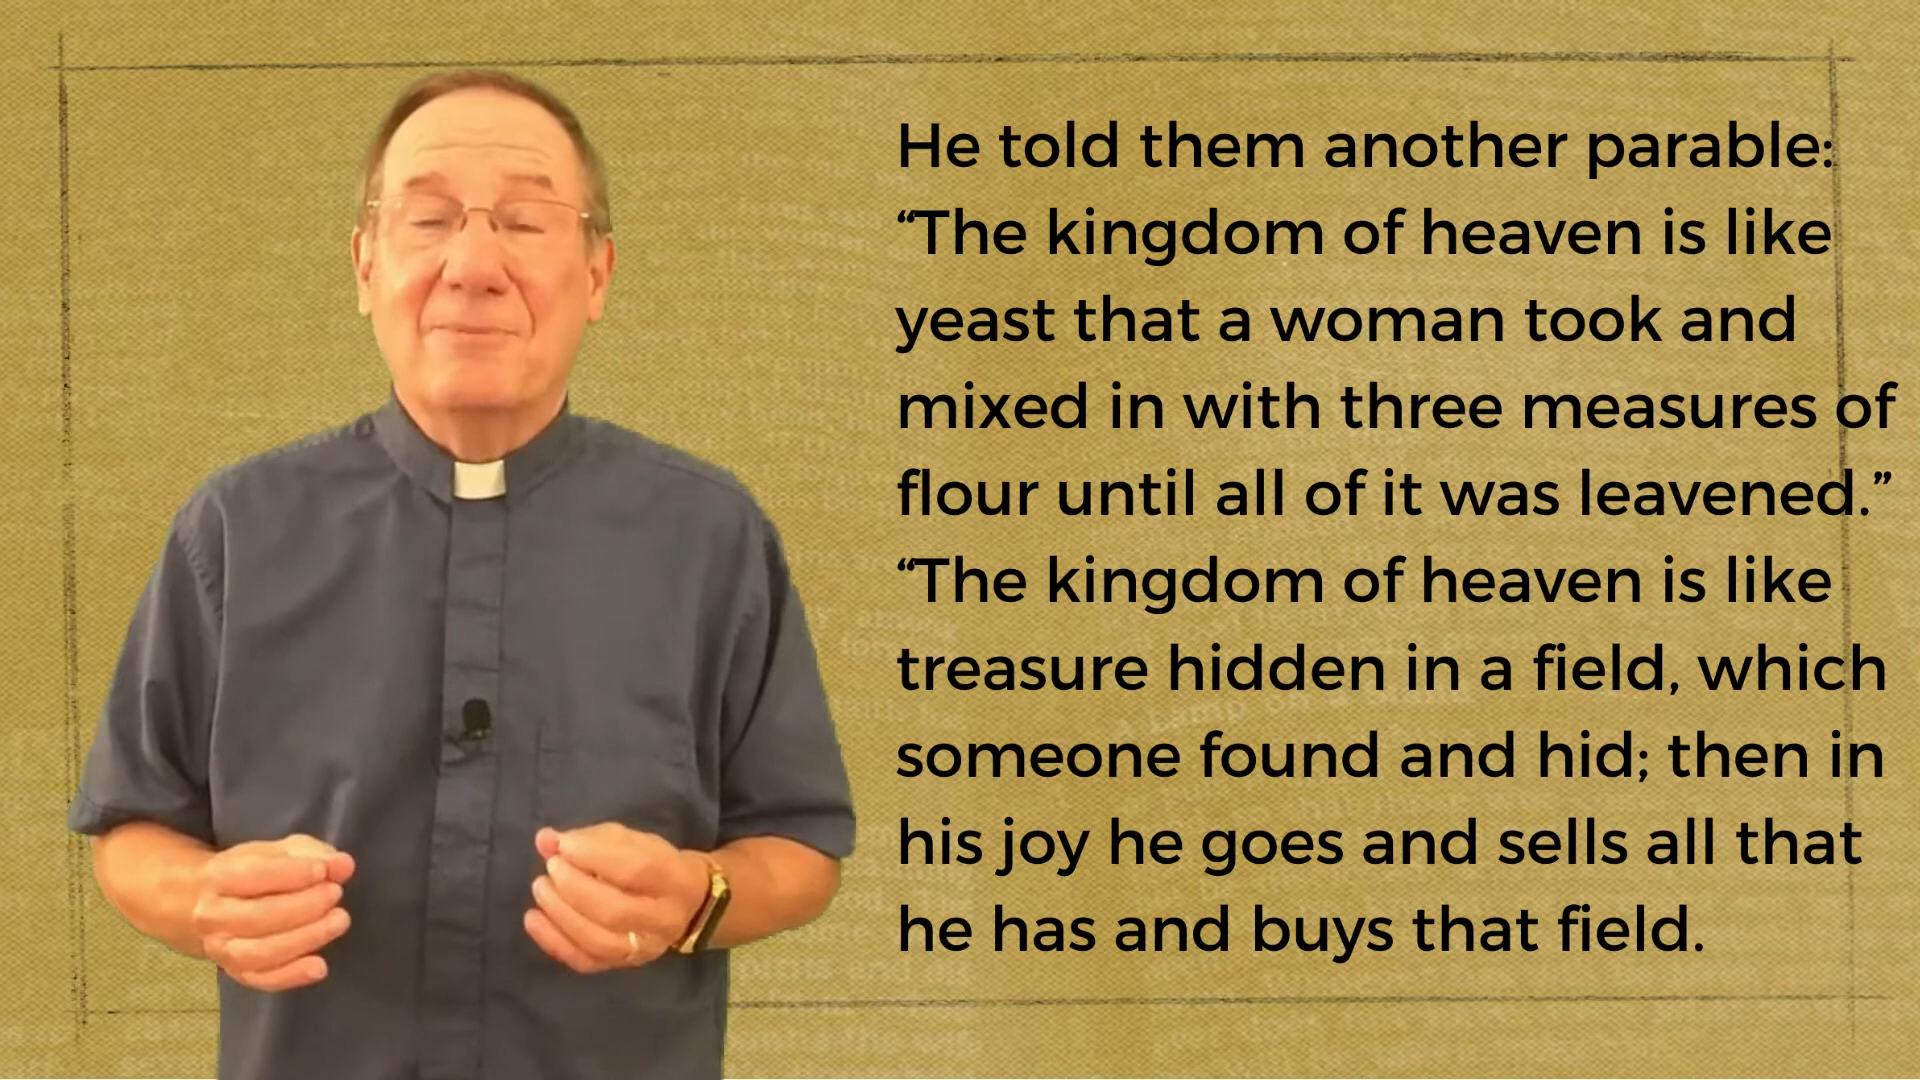 He told them another parable:
“The kingdom of heaven is like
yeast that a woman took and
mixed in with three measures of
flour until all of it was leavened.”
“The kingdom of heaven is like
treasure hidden in a field, which
someone found and hid; then in
his joy he goes and sells all that
he has and buys that field.